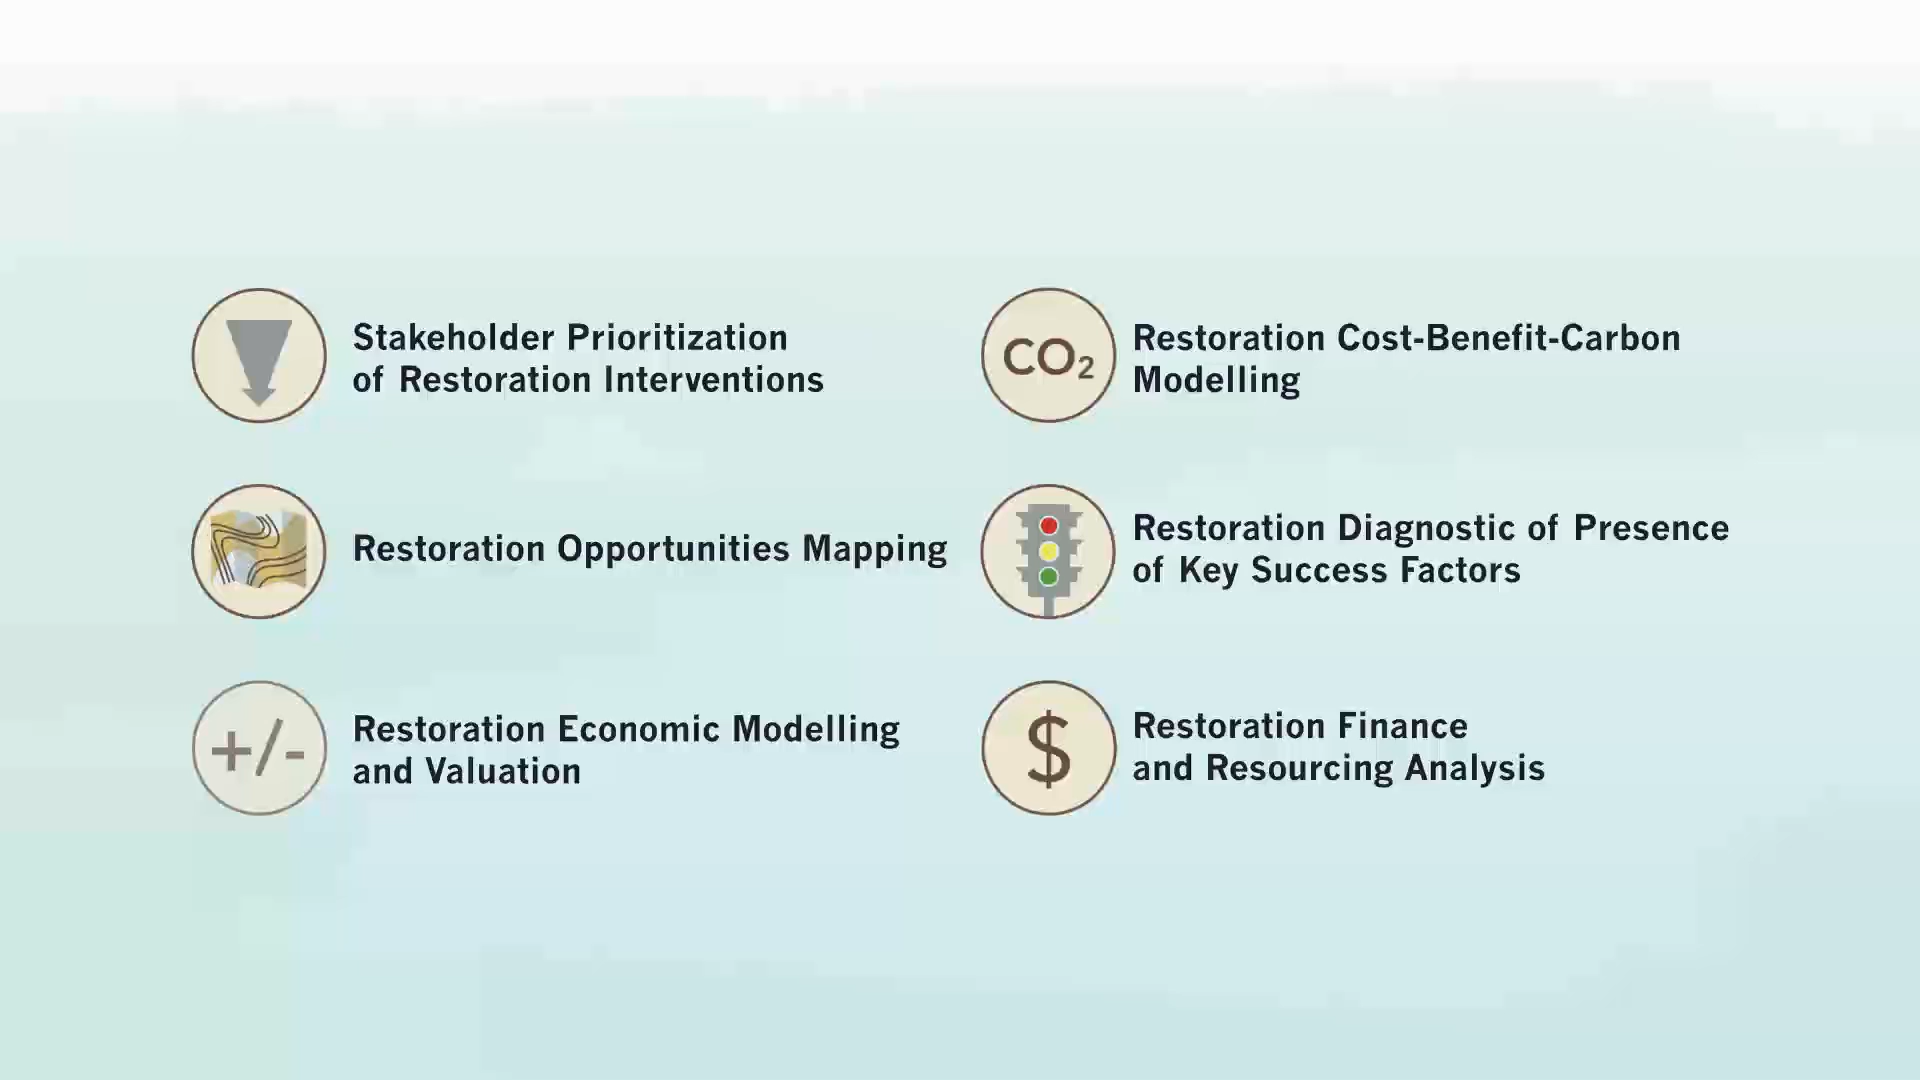 Stakeholder Prioritization
of Restoration Interventions
Restoration Opportunities Mapping
+/-
Restoration Economic Modelling
and Valuation
CO₂
Restoration Cost-Benefit-Carbon
Modelling
Restoration Diagnostic of Presence
of Key Success Factors
$
Restoration Finance
and Resourcing Analysis